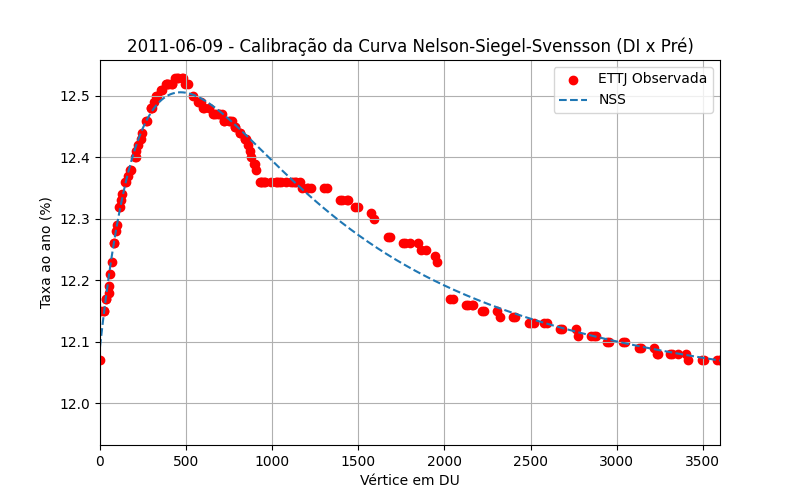 2011-06-09 - Calibração da Curva Nelson-Siegel-Svensson (DI x Pré)
ETTJ Observada
NSS
Taxa ao ano (%)
12.5
12.4
12.3
12.2
12.1
12.0
0 500 1000 1500 2000 2500 3000 3500
Vértice em DU